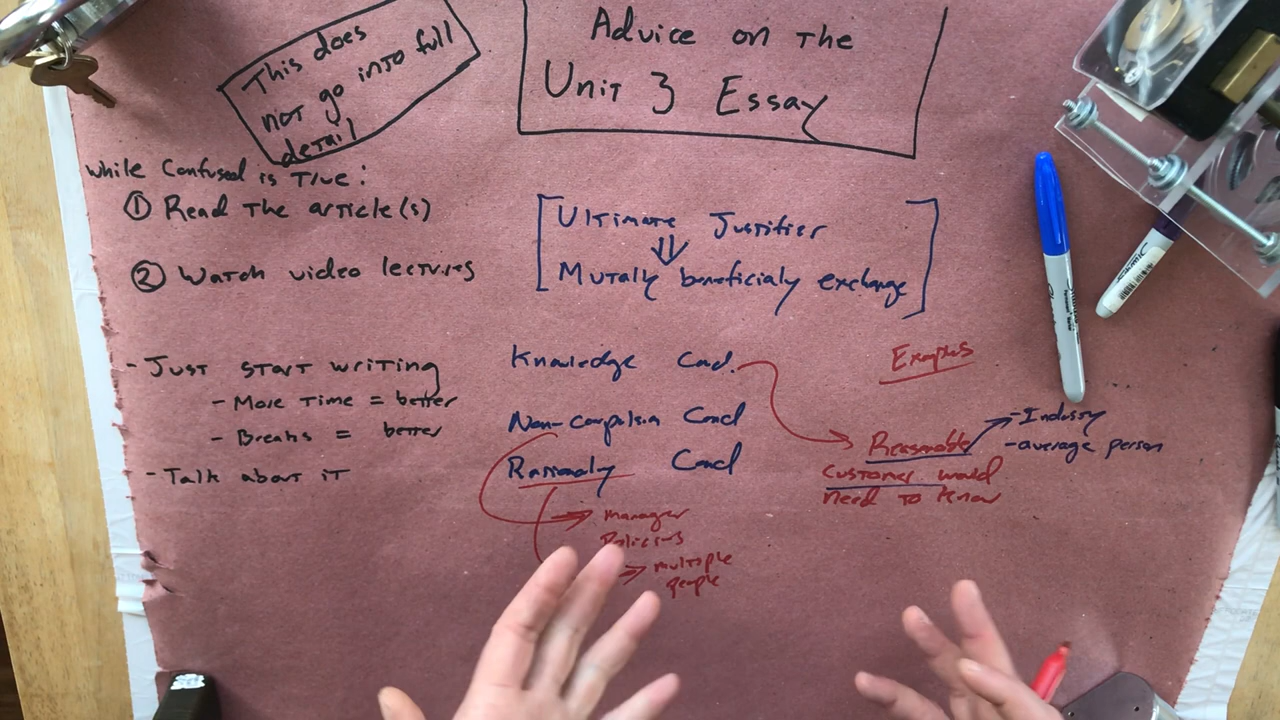 This does
not go into full
detail
Advice on the
Unit 3 Essay
While Confused is True:
① Read the article(s)
② Watch video lectures
- Just start writing
- More time = better
- Breaks = better
- Talk about it
Ultimate Justifier
⇓
Mutally beneficialy exchange
Knowledge Cond.
Non-compulsion Cond
Rationaly Cond
manager
Policies
multiple
people
Examples
Reasonable
customer would
need to know
- Industry
- average person